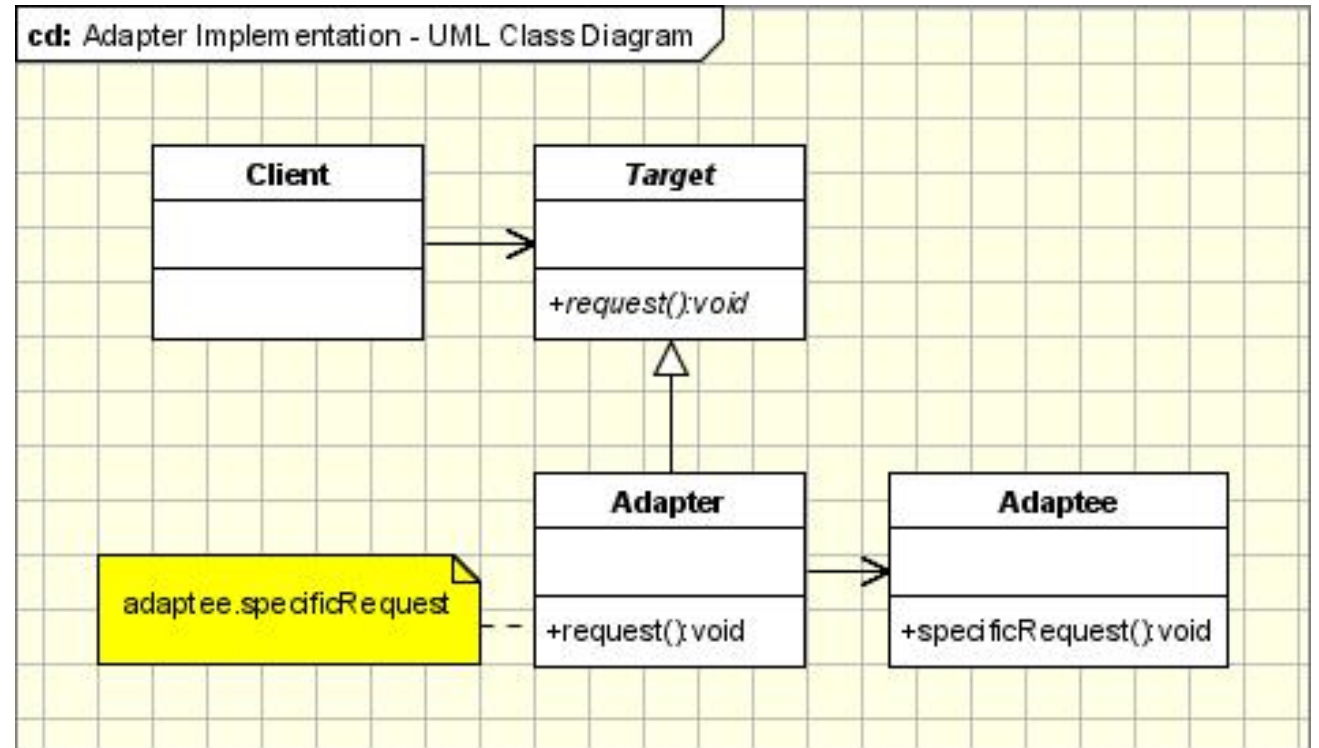 cd: Adapter Implementation - UML Class Diagram
Client
Target
+request():void
Adapter
Adaptee
adaptee.specificRequest
+request():void
+specificRequest():void